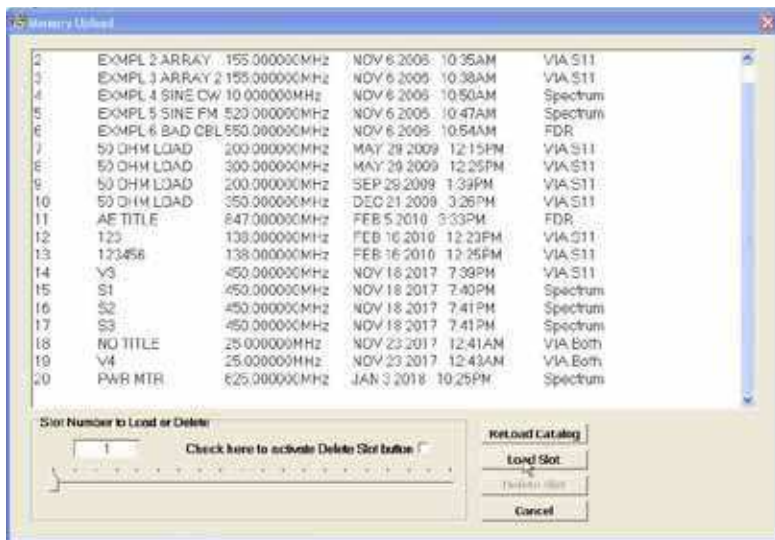 Memory Upload
2 EXMPL 2 ARRAY 155.000000MHz NOV 6 2006 10:35AM VIA S11
3 EXMPL 3 ARRAY 2 155.000000MHz NOV 6 2006 10:38AM VIA S11
4 EXMPL 4 SINE CW 10.000000MHz NOV 6 2006 10:50AM Spectrum
5 EXMPL 5 SINE FM 520.000000MHz NOV 6 2006 10:47AM Spectrum
6 EXMPL 6 BAD CBL 550.000000MHz NOV 6 2006 10:54AM FDR
7 50 OHM LOAD 200.000000MHz MAY 29 2009 12:15PM VIA S11
8 50 OHM LOAD 300.000000MHz MAY 29 2009 12:25PM VIA S11
9 50 OHM LOAD 200.000000MHz SEP 29 2009 1:39PM VIA S11
10 50 OHM LOAD 350.000000MHz DEC 21 2009 3:26PM VIA S11
11 AE TITLE 647.000000MHz FEB 5 2010 3:33PM FDR
12 123 138.000000MHz FEB 16 2010 12:23PM VIA S11
13 123456 138.000000MHz FEB 16 2010 12:25PM VIA S11
14 V3 450.000000MHz NOV 18 2017 7:39PM VIA S11
15 S1 450.000000MHz NOV 18 2017 7:40PM Spectrum
16 S2 450.000000MHz NOV 18 2017 7:41PM Spectrum
17 S3 450.000000MHz NOV 18 2017 7:41PM Spectrum
18 NO TITLE 25.000000MHz NOV 23 2017 12:41AM VIA Both
19 V4 25.000000MHz NOV 23 2017 12:43AM VIA Both
20 PWR MTR 625.000000MHz JAN 3 2018 10:25PM Spectrum
Slot Number to Load or Delete
1 Check here to activate Delete Slot button
ReLoad Catalog
Load Slot
Delete Slot
Cancel